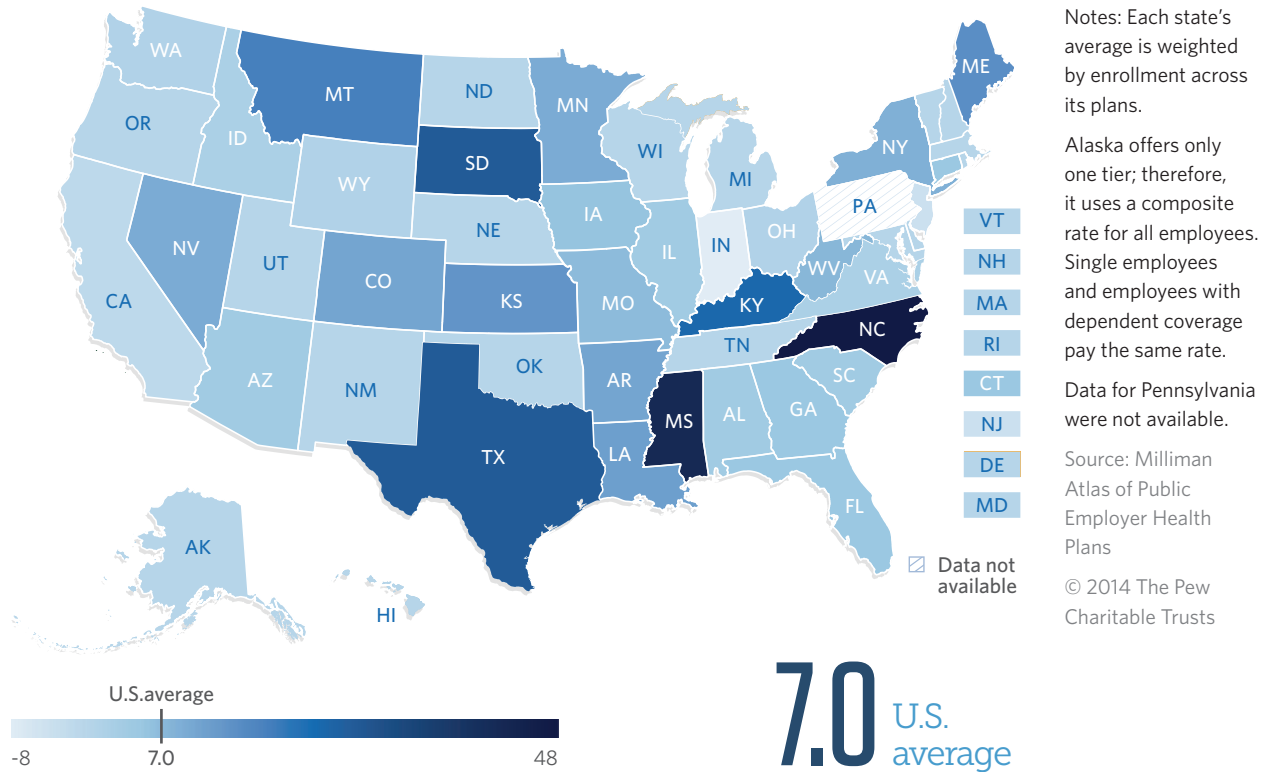 WA
MT
ND
MN
ME
OR
ID
SD
WI
NY
WY
MI
IA
PA
NE
IN
OH
VT
NV
UT
IL
WV
NH
CO
VA
CA
KS
MO
KY
MA
NC
RI
TN
OK
AZ
NM
AR
SC
CT
AL
GA
MS
NJ
TX
LA
DE
FL
MD
AK
HI
Data not
available
Notes: Each state’s
average is weighted
by enrollment across
its plans.
Alaska offers only
one tier; therefore,
it uses a composite
rate for all employees.
Single employees
and employees with
dependent coverage
pay the same rate.
Data for Pennsylvania
were not available.
Source: Milliman
Atlas of Public
Employer Health
Plans
© 2014 The Pew
Charitable Trusts
U.S.average
-8
7.0
48
7.0
U.S.
average